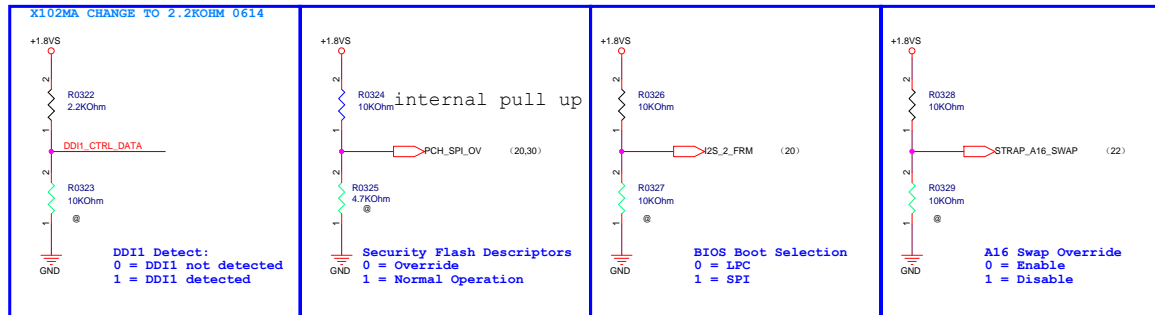 X102MA CHANGE TO 2.2KOHM 0614
+1.8VS
2
R0322
2.2KOhm
1
DDI1_CTRL_DATA
2
R0323
10KOhm
1
@
GND
DDI1 Detect:
0 = DDI1 not detected
1 = DDI1 detected
+1.8VS
2
R0324
10KOhm
internal pull up
1
PCH_SPI_OV (20,30)
2
R0325
4.7KOhm
1
@
GND
Security Flash Descriptors
0 = Override
1 = Normal Operation
+1.8VS
2
R0326
10KOhm
1
I2S_2_FRM (20)
2
R0327
10KOhm
1
@
GND
BIOS Boot Selection
0 = LPC
1 = SPI
+1.8VS
2
R0328
10KOhm
1
STRAP_A16_SWAP (22)
2
R0329
10KOhm
1
@
GND
A16 Swap Override
0 = Enable
1 = Disable